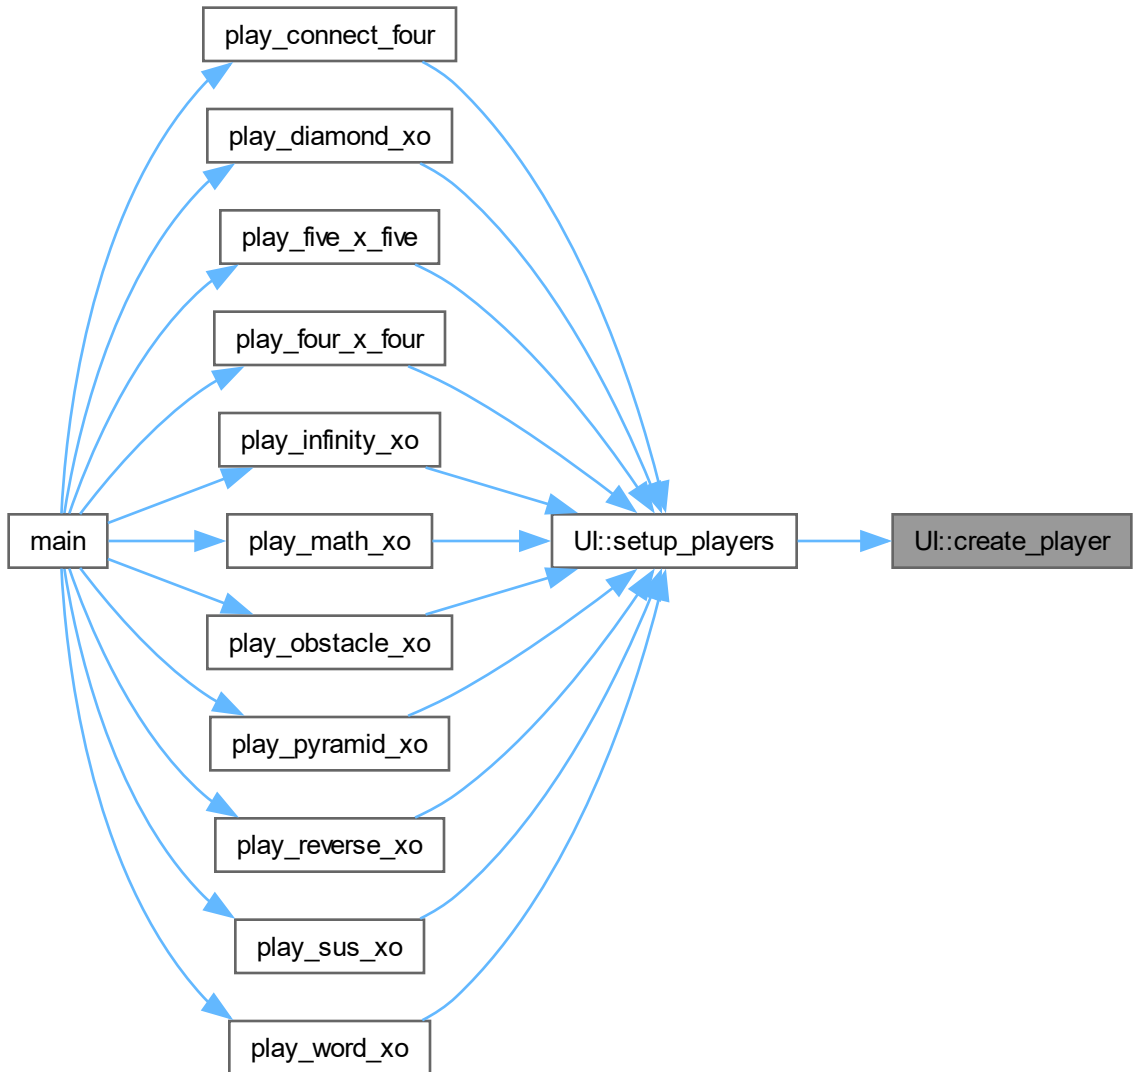 play_connect_four
play_diamond_xo
play_five_x_five
play_four_x_four
play_infinity_xo
main
play_math_xo
UI::setup_players
UI::create_player
play_obstacle_xo
play_pyramid_xo
play_reverse_xo
play_sus_xo
play_word_xo